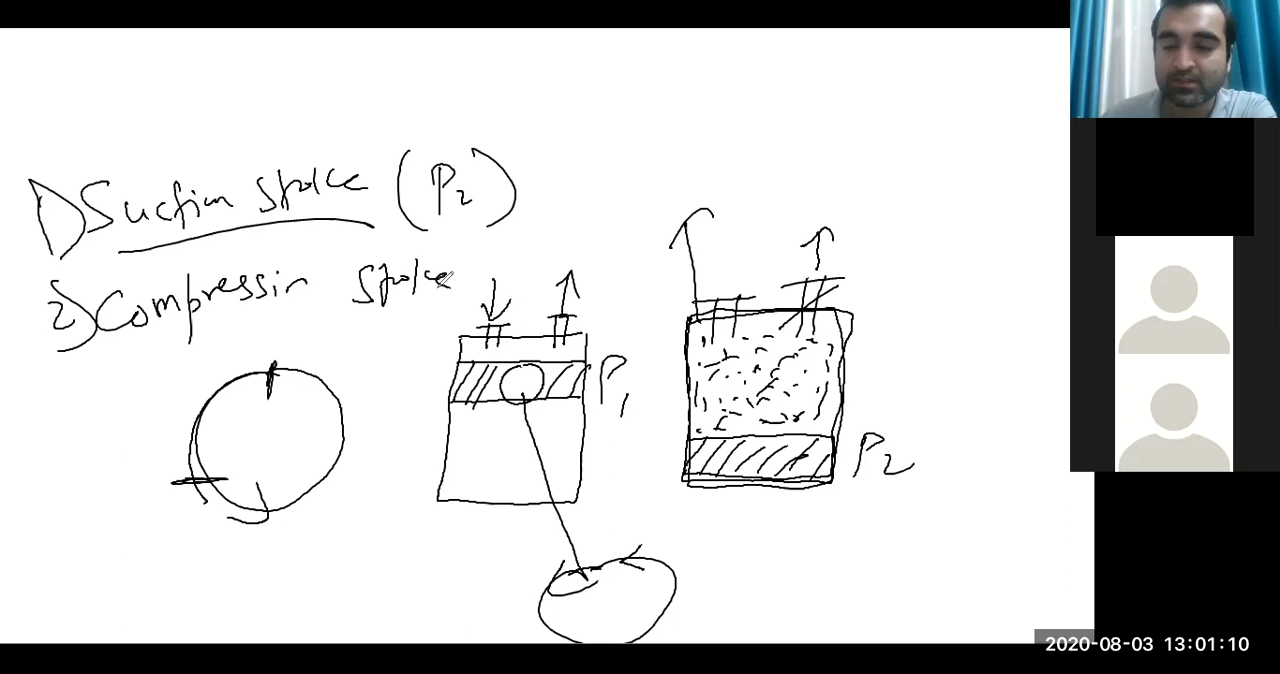 1) Suction stroke (P2)
2) Compressin stroke
P1
P2
2020-08-03 13:01:10